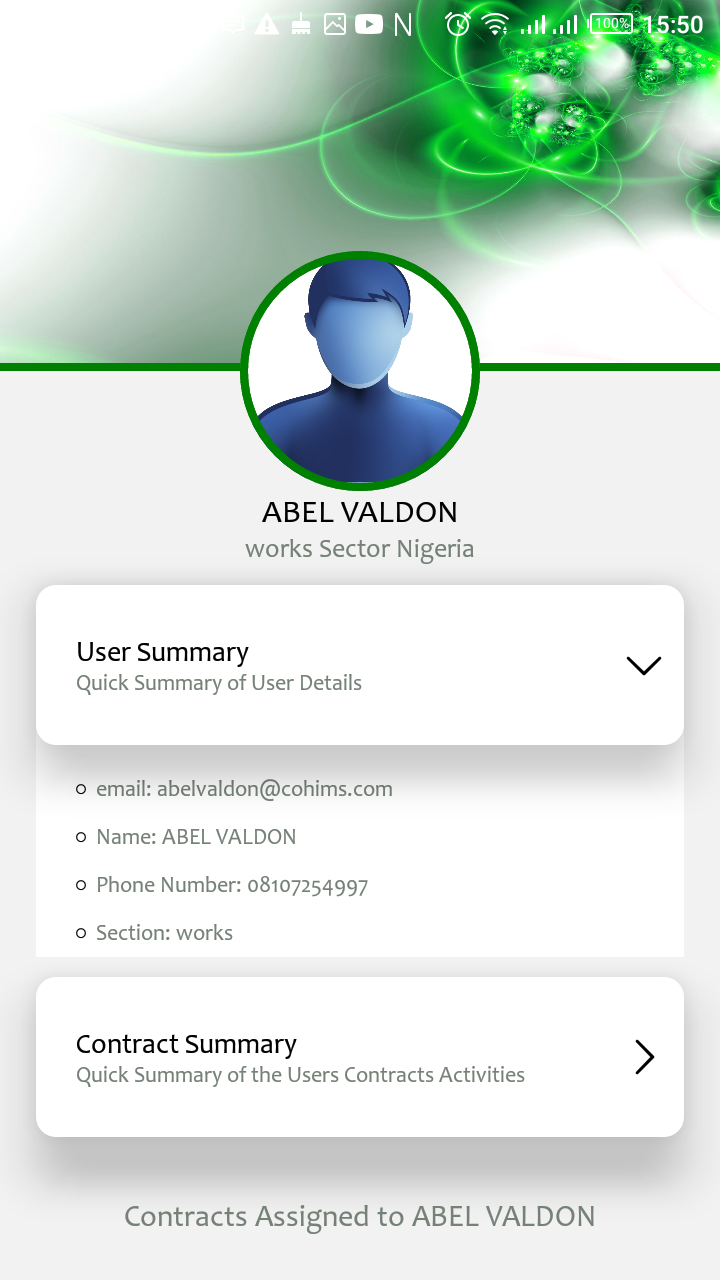 100% 15:50
ABEL VALDON
works Sector Nigeria
User Summary
Quick Summary of User Details
email: abelvaldon@cohims.com
Name: ABEL VALDON
Phone Number: 08107254997
Section: works
Contract Summary
Quick Summary of the Users Contracts Activities
Contracts Assigned to ABEL VALDON